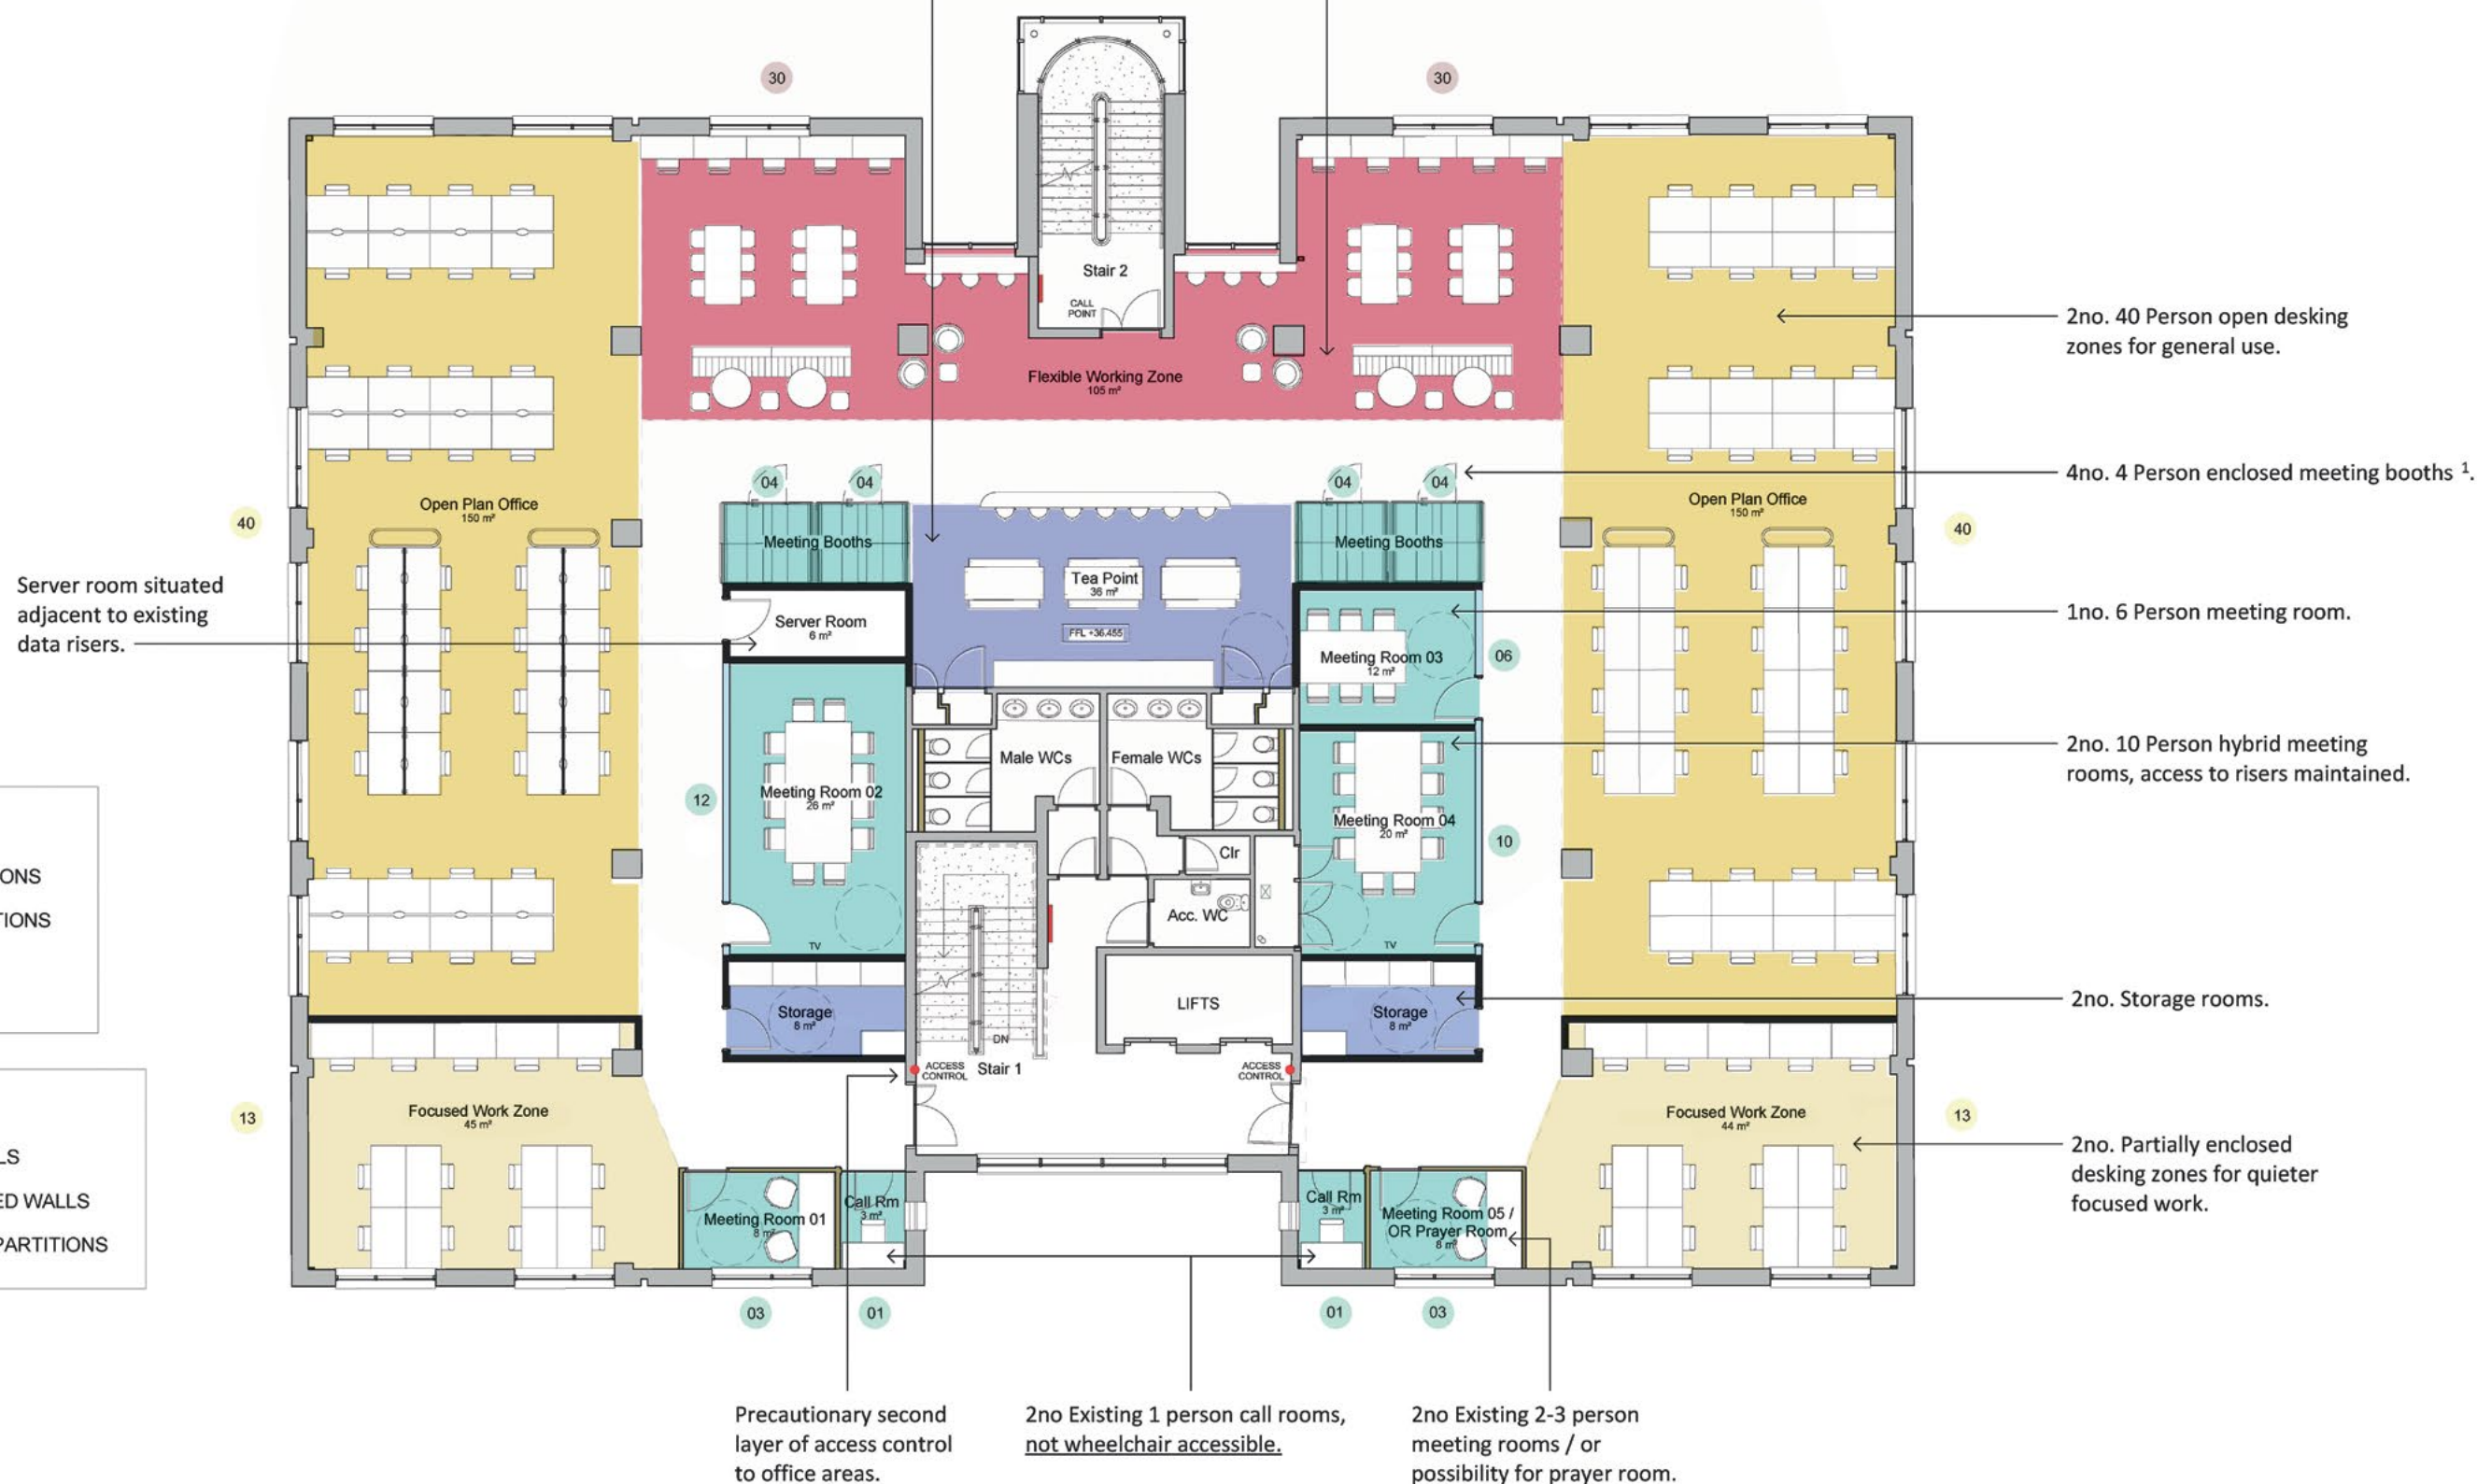 30
30
Stair 2
CALL
POINT
Flexible Working Zone
105 m²
2no. 40 Person open desking
zones for general use.
04
04
04
04
4no. 4 Person enclosed meeting booths ¹.
Open Plan Office
150 m²
Open Plan Office
150 m²
40
40
Meeting Booths
Meeting Booths
Tea Point
36 m²
FFL +36.455
Server room situated
adjacent to existing
data risers.
Server Room
6 m²
1no. 6 Person meeting room.
Meeting Room 03
12 m²
06
Male WCs
Female WCs
2no. 10 Person hybrid meeting
rooms, access to risers maintained.
12
Meeting Room 02
26 m²
Meeting Room 04
20 m²
10
Clr
Acc. WC
TV
TV
ONS
TIONS
LIFTS
Storage
8 m²
Storage
8 m²
2no. Storage rooms.
DN
ACCESS
CONTROL
Stair 1
ACCESS
CONTROL
13
Focused Work Zone
45 m²
Focused Work Zone
44 m²
13
2no. Partially enclosed
desking zones for quieter
focused work.
LS
ED WALLS
PARTITIONS
Meeting Room 01
8 m²
Call Rm
3 m²
Call Rm
3 m²
Meeting Room 05 /
OR Prayer Room
8 m²
03
01
01
03
Precautionary second
layer of access control
to office areas.
2no Existing 1 person call rooms,
not wheelchair accessible.
2no Existing 2-3 person
meeting rooms / or
possibility for prayer room.